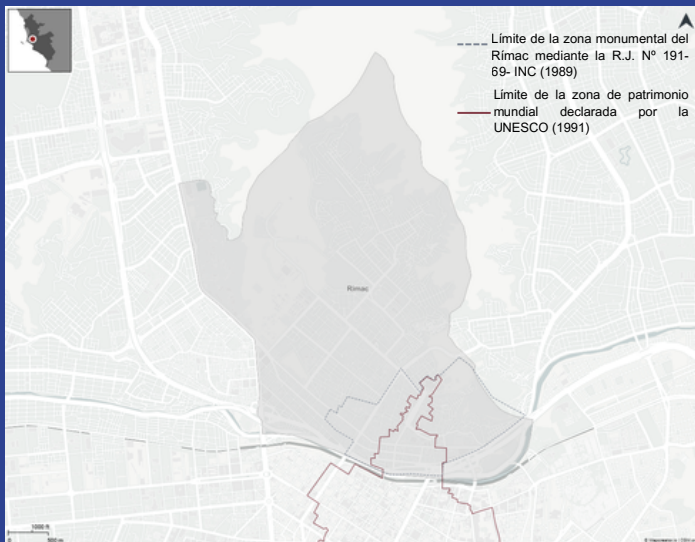 Límite de la zona monumental del
Rímac mediante la R.J. Nº 191-
69- INC (1989)
Límite de la zona de patrimonio
mundial declarada por la
UNESCO (1991)
Rímac
1000 ft
500 m